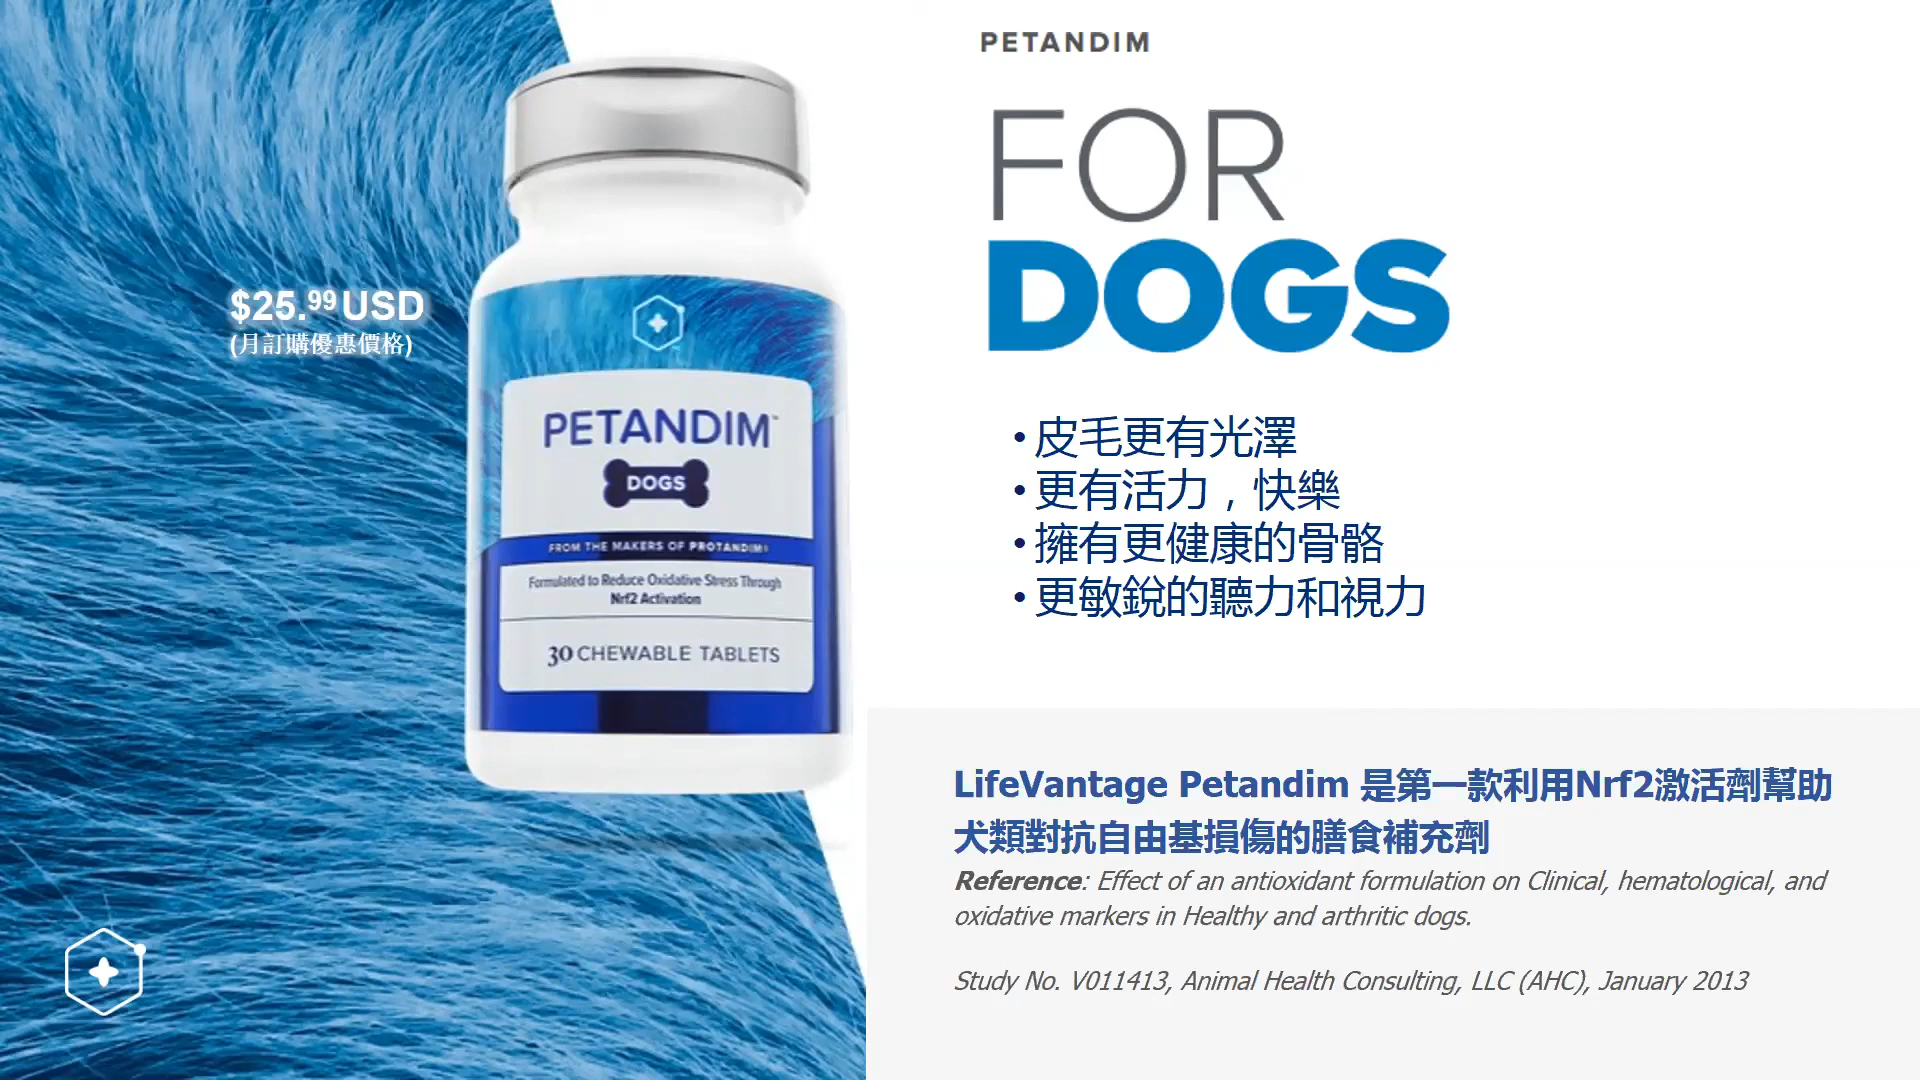 PETANDIM
FOR
DOGS
$25.99 USD
(月訂購優惠價格)
PETANDIM™
DOGS
FROM THE MAKERS OF PROTANDIM®
Formulated to Reduce Oxidative Stress Through
Nrf2 Activation
30 CHEWABLE TABLETS
• 皮毛更有光澤
• 更有活力，快樂
• 擁有更健康的骨骼
• 更敏銳的聽力和視力
LifeVantage Petandim 是第一款利用Nrf2激活劑幫助
犬類對抗自由基損傷的膳食補充劑
Reference: Effect of an antioxidant formulation on Clinical, hematological, and
oxidative markers in Healthy and arthritic dogs.
Study No. V011413, Animal Health Consulting, LLC (AHC), January 2013